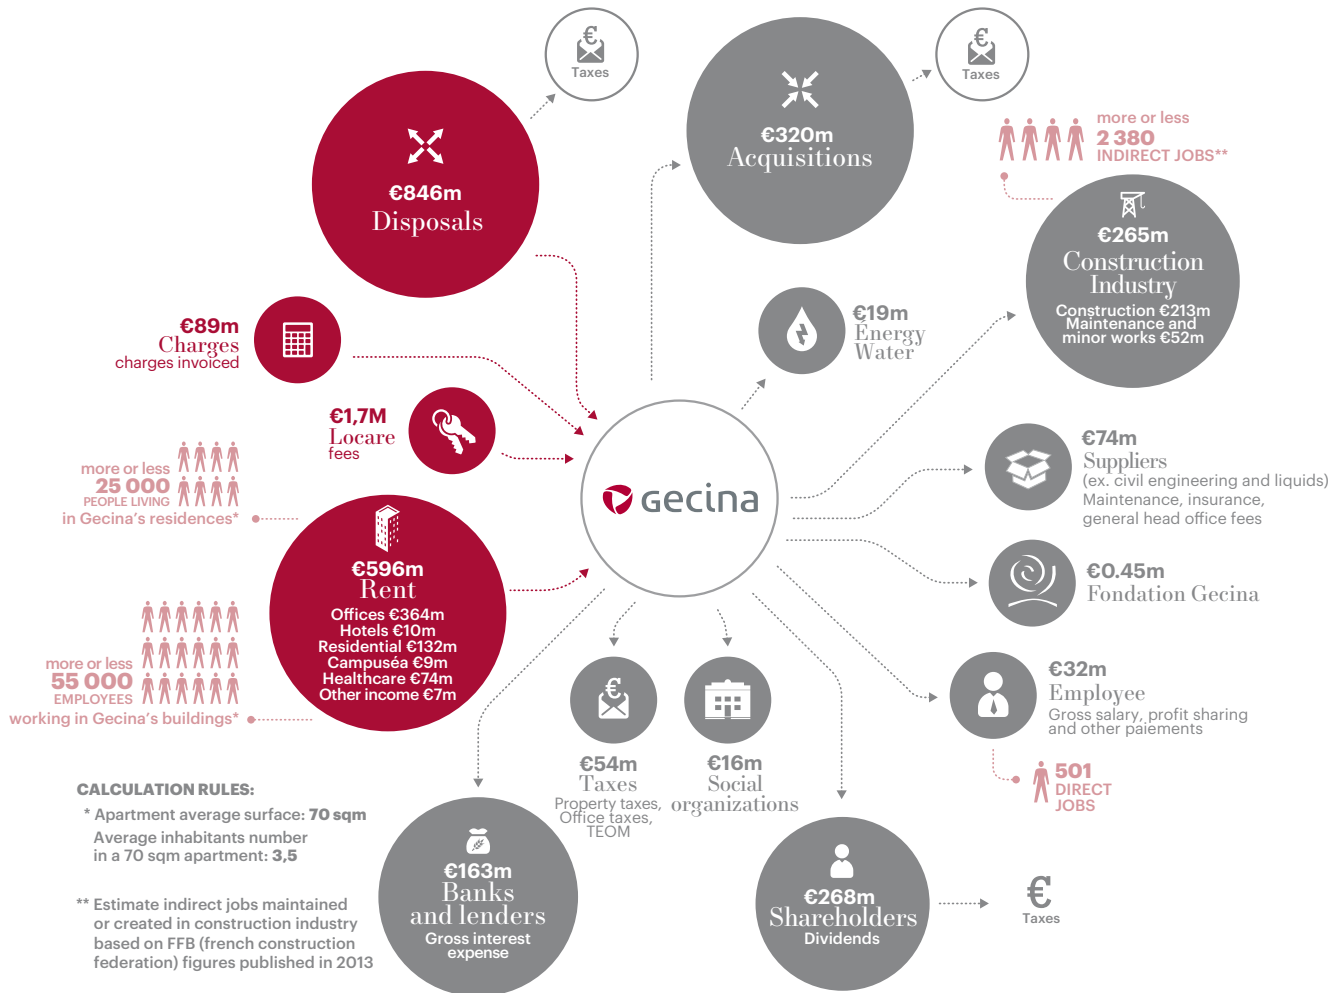 €
Taxes
€
Taxes
€846m
Disposals
€320m
Acquisitions
more or less
2 380
INDIRECT JOBS**
€265m
Construction
Industry
Construction €213m
Maintenance and
minor works €52m
€89m
Charges
charges invoiced
€19m
Énergy
Water
€1,7M
Locare
fees
more or less
25 000
PEOPLE LIVING
in Gecina's residences*
gecina
€74m
Suppliers
(ex. civil engineering and liquids)
Maintenance, insurance,
general head office fees
€596m
Rent
Offices €364m
Hotels €10m
Residential €132m
Campuséa €9m
Healthcare €74m
Other income €7m
€0.45m
Fondation Gecina
more or less
55 000
EMPLOYEES
working in Gecina's buildings*
€32m
Employee
Gross salary, profit sharing
and other paiements
501
DIRECT
JOBS
€
€54m
Taxes
Property taxes,
Office taxes,
TEOM
€16m
Social
organizations
CALCULATION RULES:
* Apartment average surface: 70 sqm
Average inhabitants number
in a 70 sqm apartment: 3,5
** Estimate indirect jobs maintained
or created in construction industry
based on FFB (french construction
federation) figures published in 2013
€163m
Banks
and lenders
Gross interest
expense
€268m
Shareholders
Dividends
€
Taxes